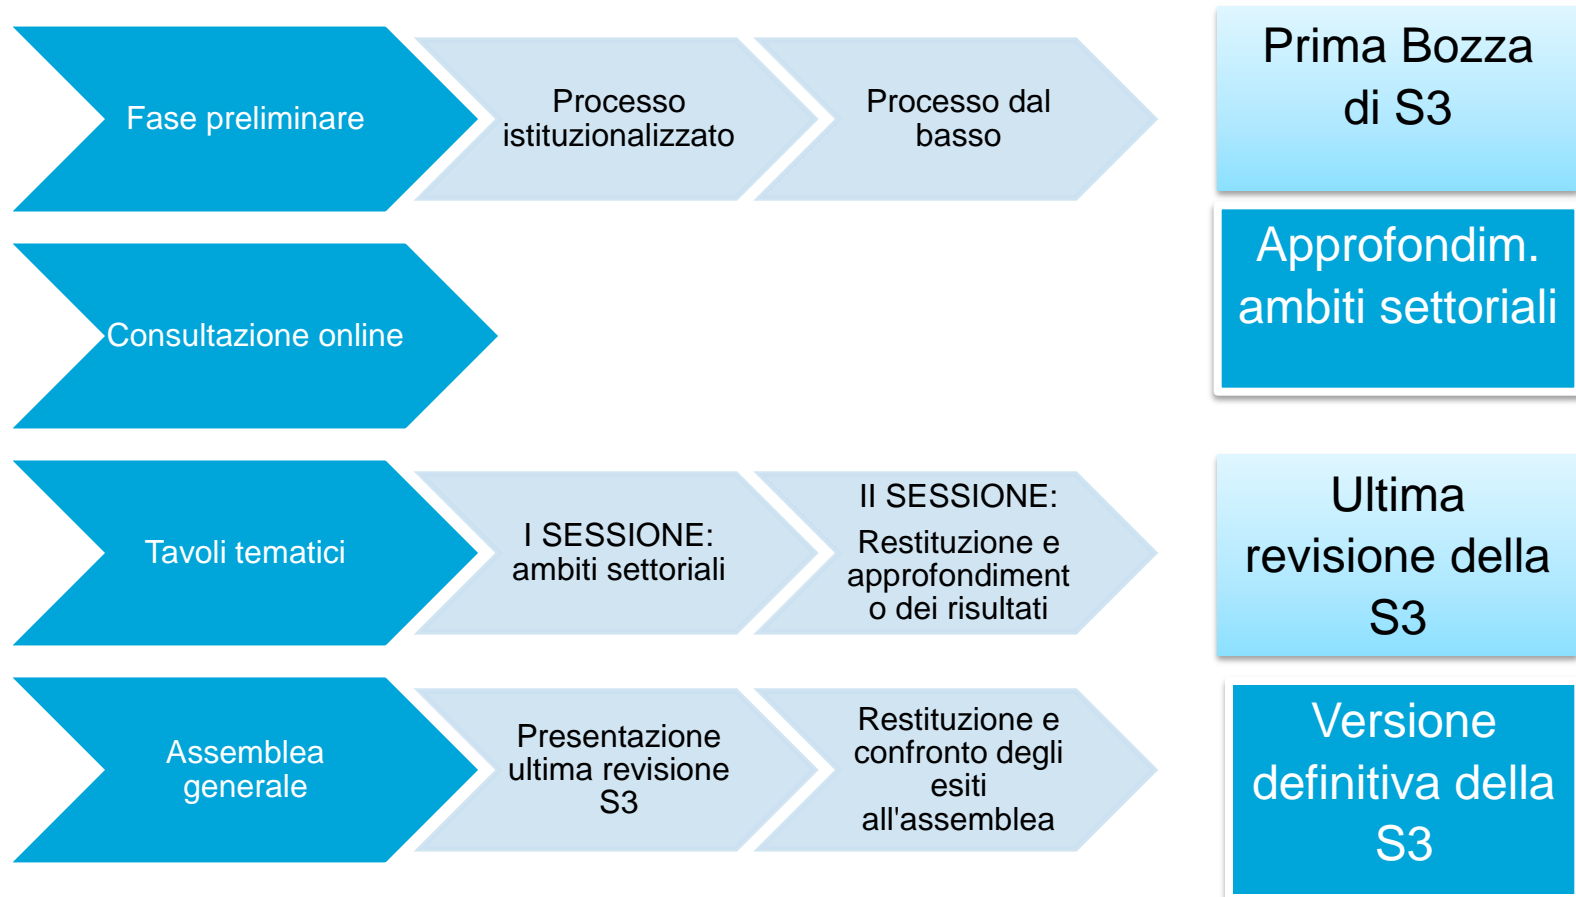 Fase preliminare
Processo
istituzionalizzato
Processo dal
basso
Prima Bozza
di S3
Consultazione online
Approfondim.
ambiti settoriali
Tavoli tematici
I SESSIONE:
ambiti settoriali
II SESSIONE:
Restituzione e
approfondiment
o dei risultati
Ultima
revisione della
S3
Assemblea
generale
Presentazione
ultima revisione
S3
Restituzione e
confronto degli
esiti
all'assemblea
Versione
definitiva della
S3